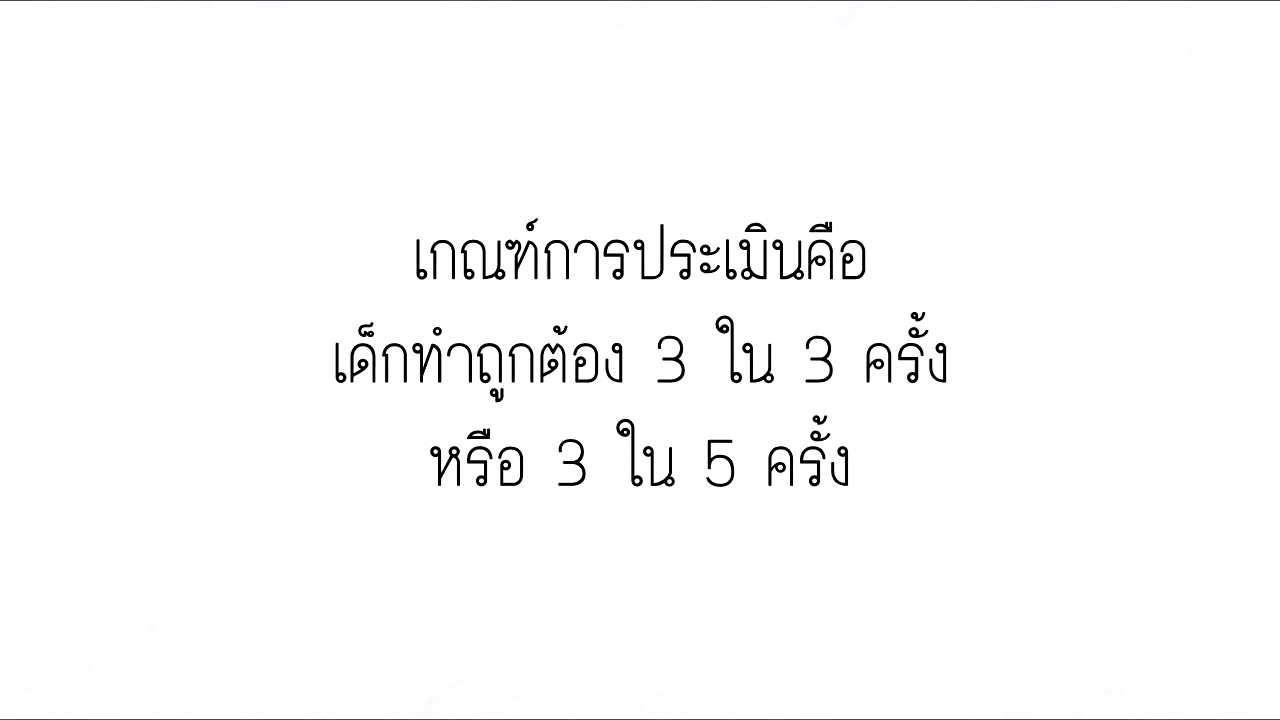 เกณฑ์การประเมินคือ
เด็กทำถูกต้อง 3 ใน 3 ครั้ง
หรือ 3 ใน 5 ครั้ง